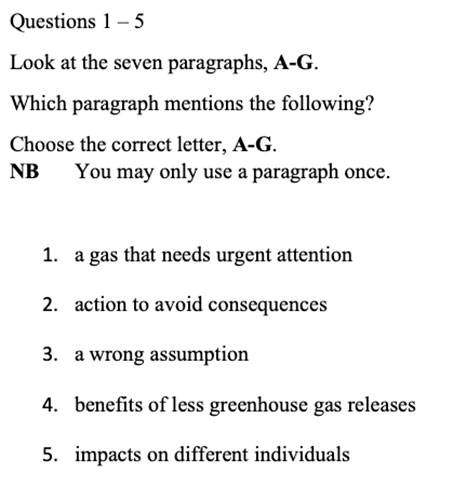 Questions 1 – 5
Look at the seven paragraphs, A-G.
Which paragraph mentions the following?
Choose the correct letter, A-G.
NB You may only use a paragraph once.
1. a gas that needs urgent attention
2. action to avoid consequences
3. a wrong assumption
4. benefits of less greenhouse gas releases
5. impacts on different individuals